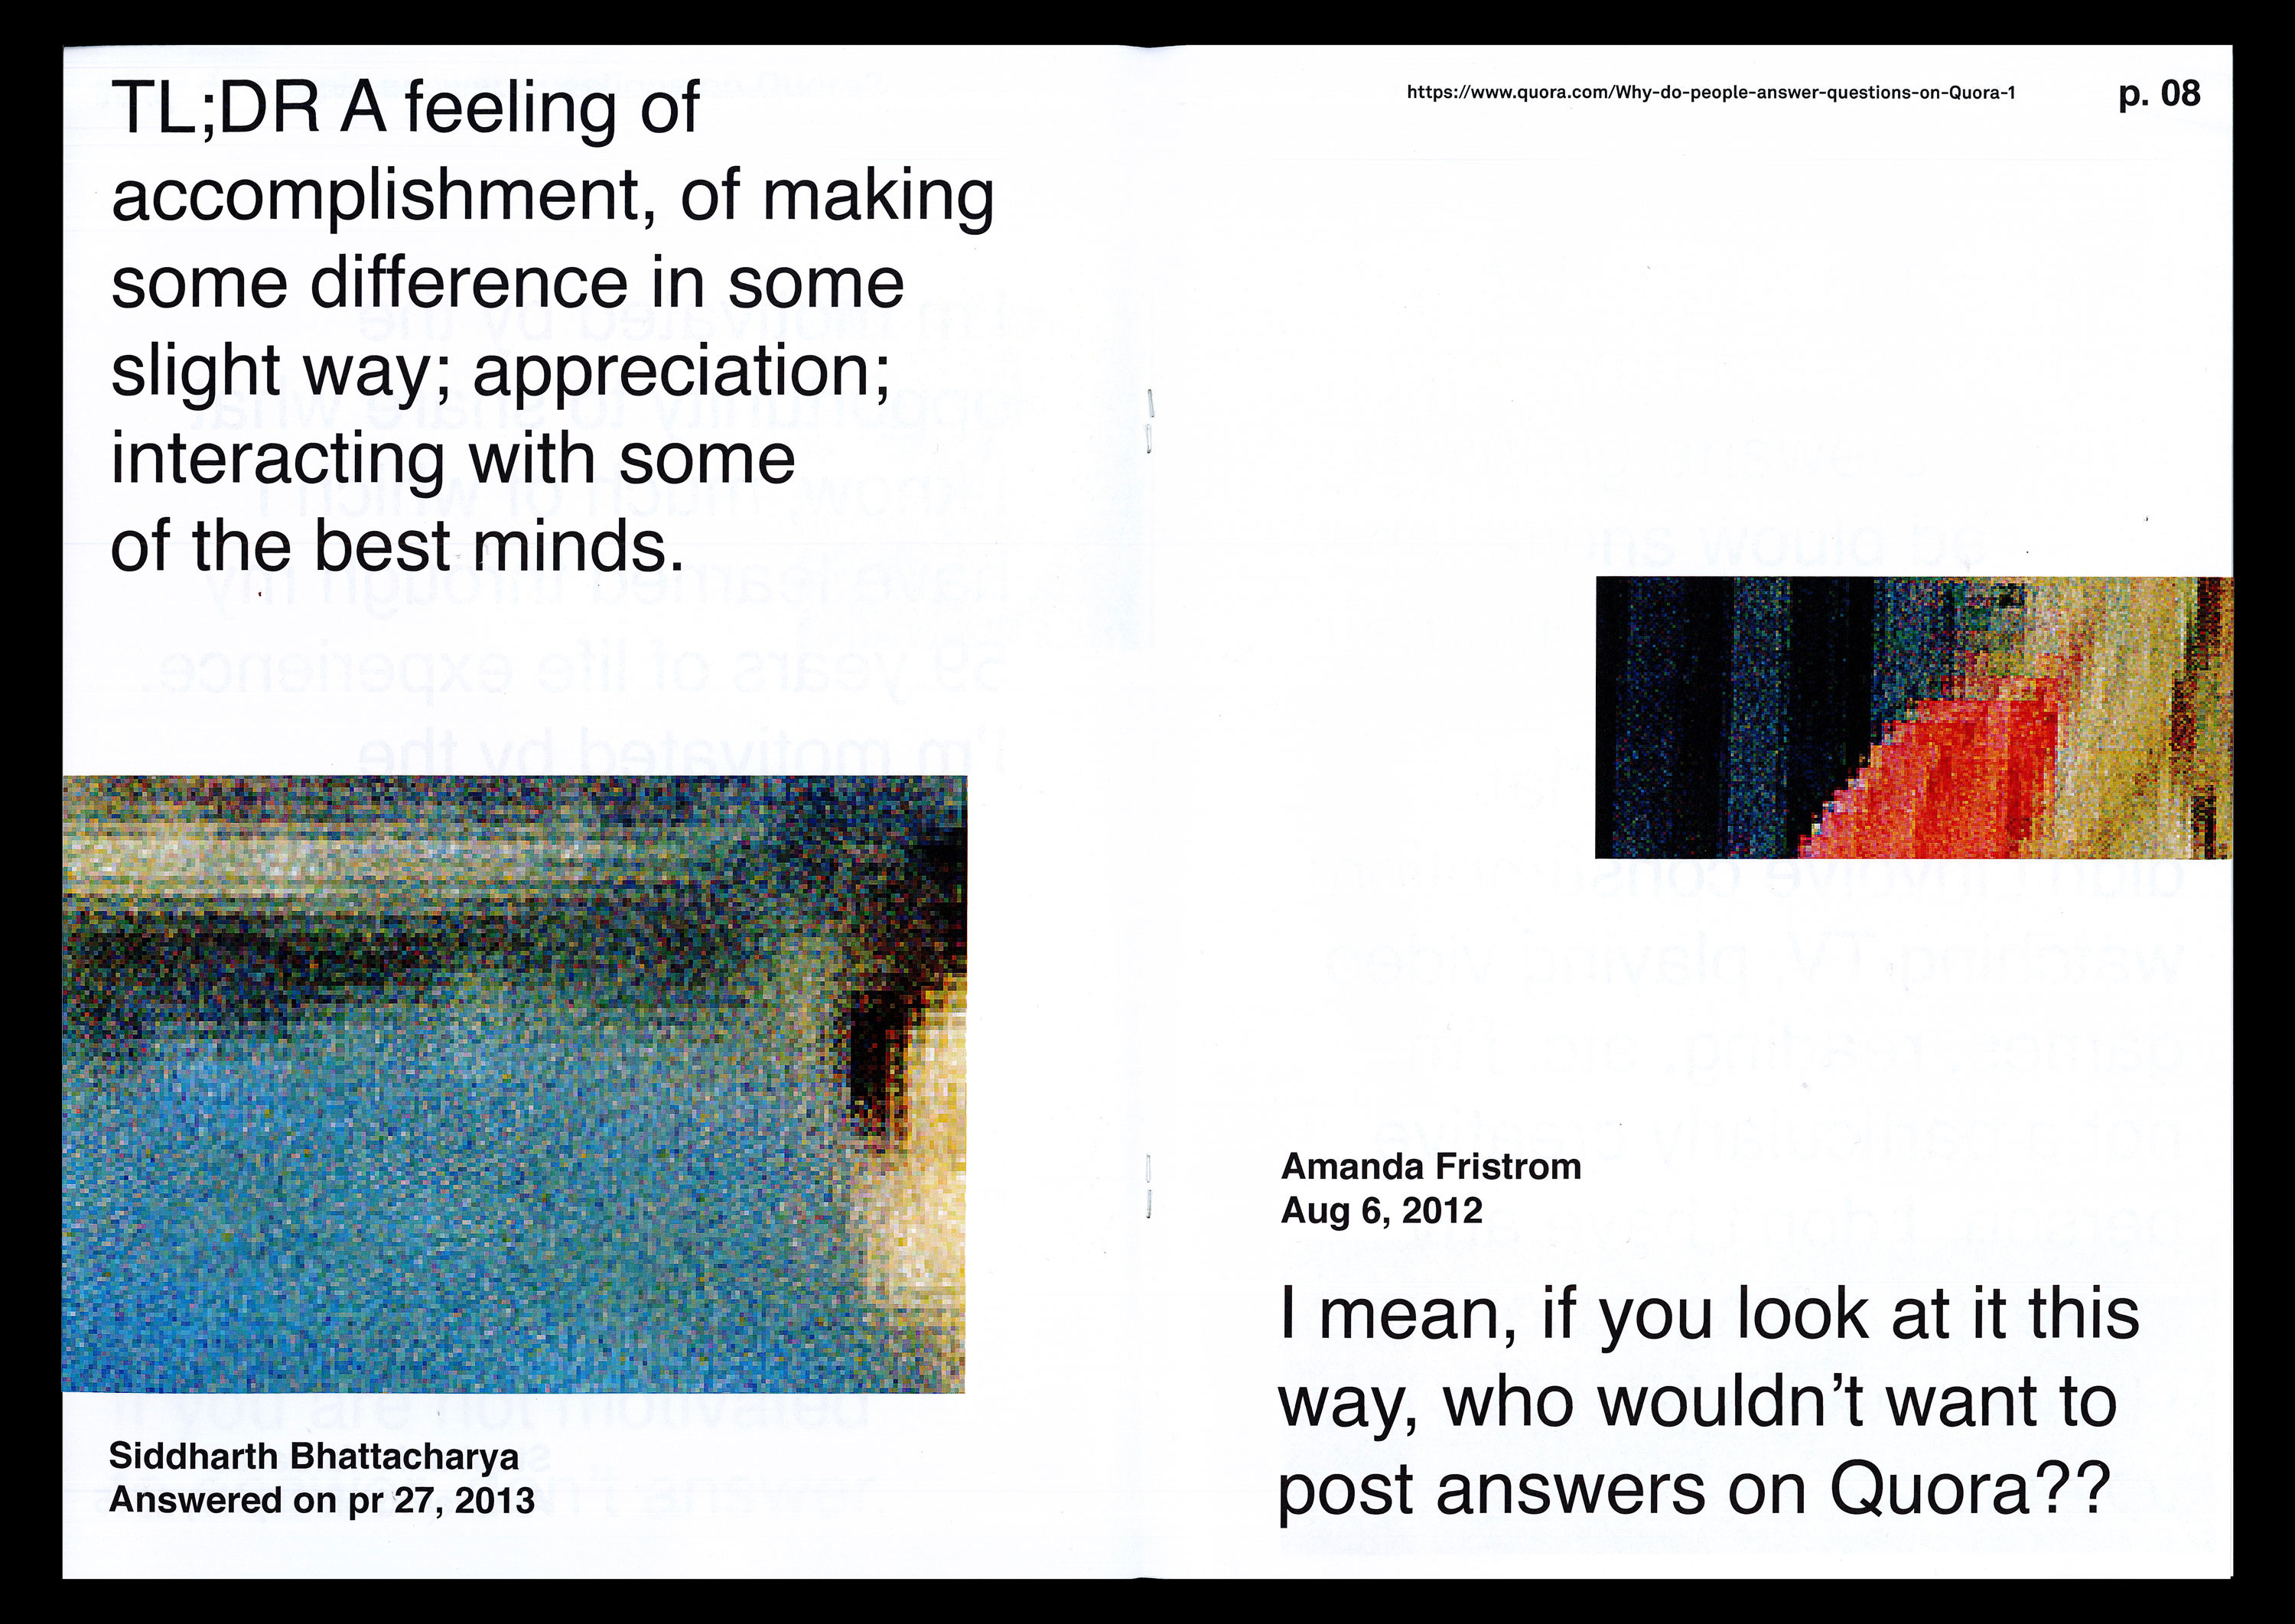 TL;DR A feeling of
accomplishment, of making
some difference in some
slight way; appreciation;
interacting with some
of the best minds.
Siddharth Bhattacharya
Answered on pr 27, 2013
https://www.quora.com/Why-do-people-answer-questions-on-Quora-1
p. 08
Amanda Fristrom
Aug 6, 2012
I mean, if you look at it this
way, who wouldn’t want to
post answers on Quora??